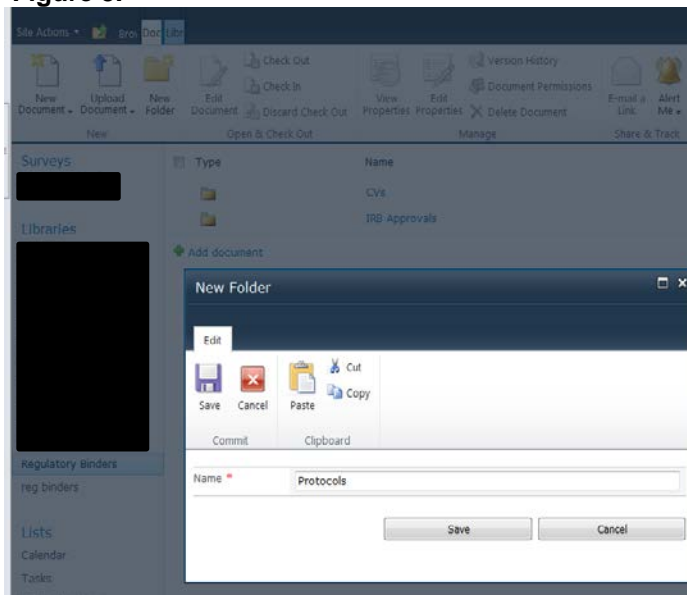 Site Actions
Doc
New Document
Upload Document
New Folder
Edit Document
Check Out
Check In
Discard Check Out
View Properties
Edit Properties
Version History
Document Permissions
Delete Document
E-mail a Link
Alert Me
New
Open & Check Out
Manage
Share & Track
Surveys
Type Name
CVs
IRB Approvals
Libraries
Add document
New Folder
Edit
Save
Cancel
Paste
Cut
Copy
Commit
Clipboard
Regulatory Binders
reg binders
Name * Protocols
Save Cancel
Lists
Calendar
Tasks